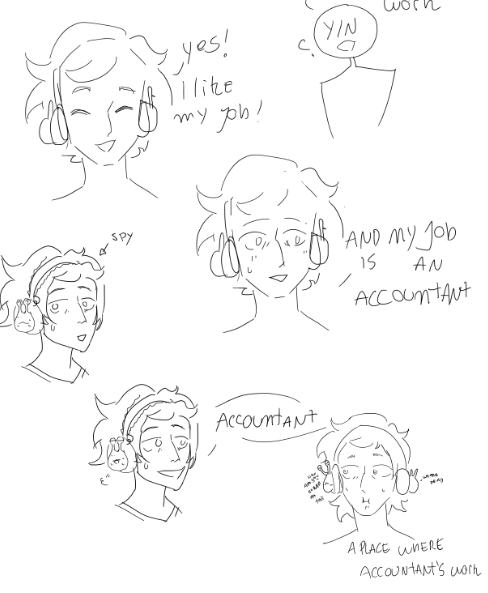 work
Y/N
C.
yes!
I like
my job!
SPY
AND MY JOB
IS AN
ACCOUNTANT
ACCOUNTANT
A PLACE WHERE
ACCOUNTANT'S WORK